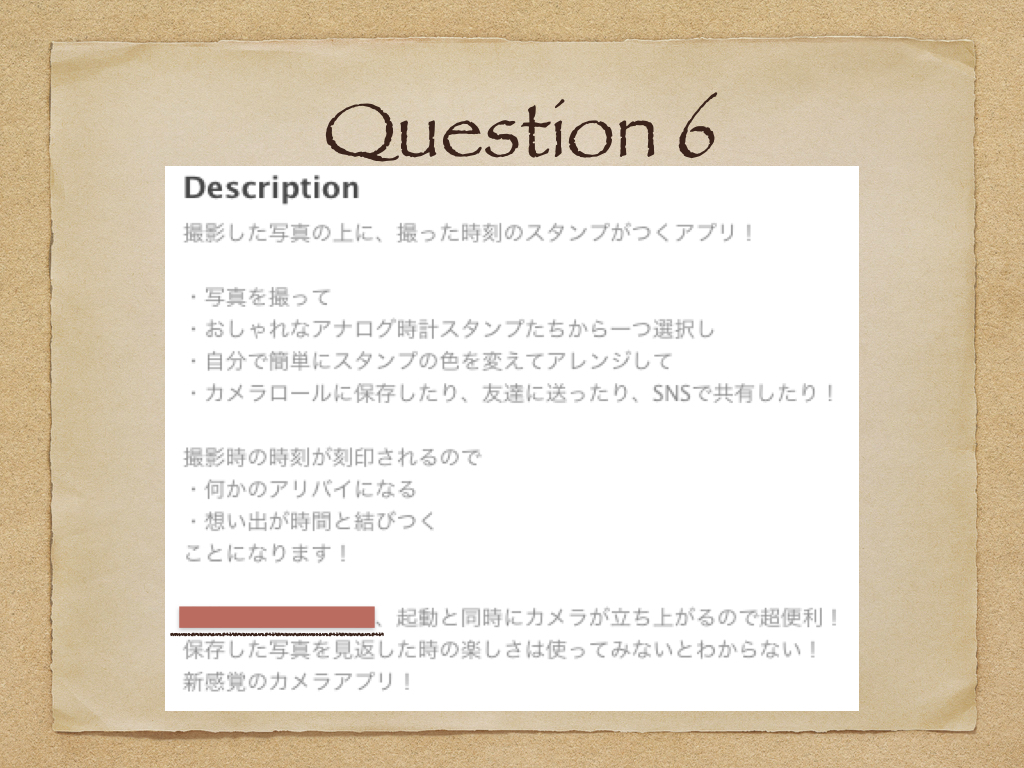 Question 6
Description
撮影した写真の上に、撮った時刻のスタンプがつくアプリ！
・写真を撮って
・おしゃれなアナログ時計スタンプたちから一つ選択し
・自分で簡単にスタンプの色を変えてアレンジして
・カメラロールに保存したり、友達に送ったり、SNSで共有したり！
撮影時の時刻が刻印されるので
・何かのアリバイになる
・想い出が時間と結びつく
ことになります！
、起動と同時にカメラが立ち上がるので超便利！
保存した写真を見返した時の楽しさは使ってみないとわからない！
新感覚のカメラアプリ！